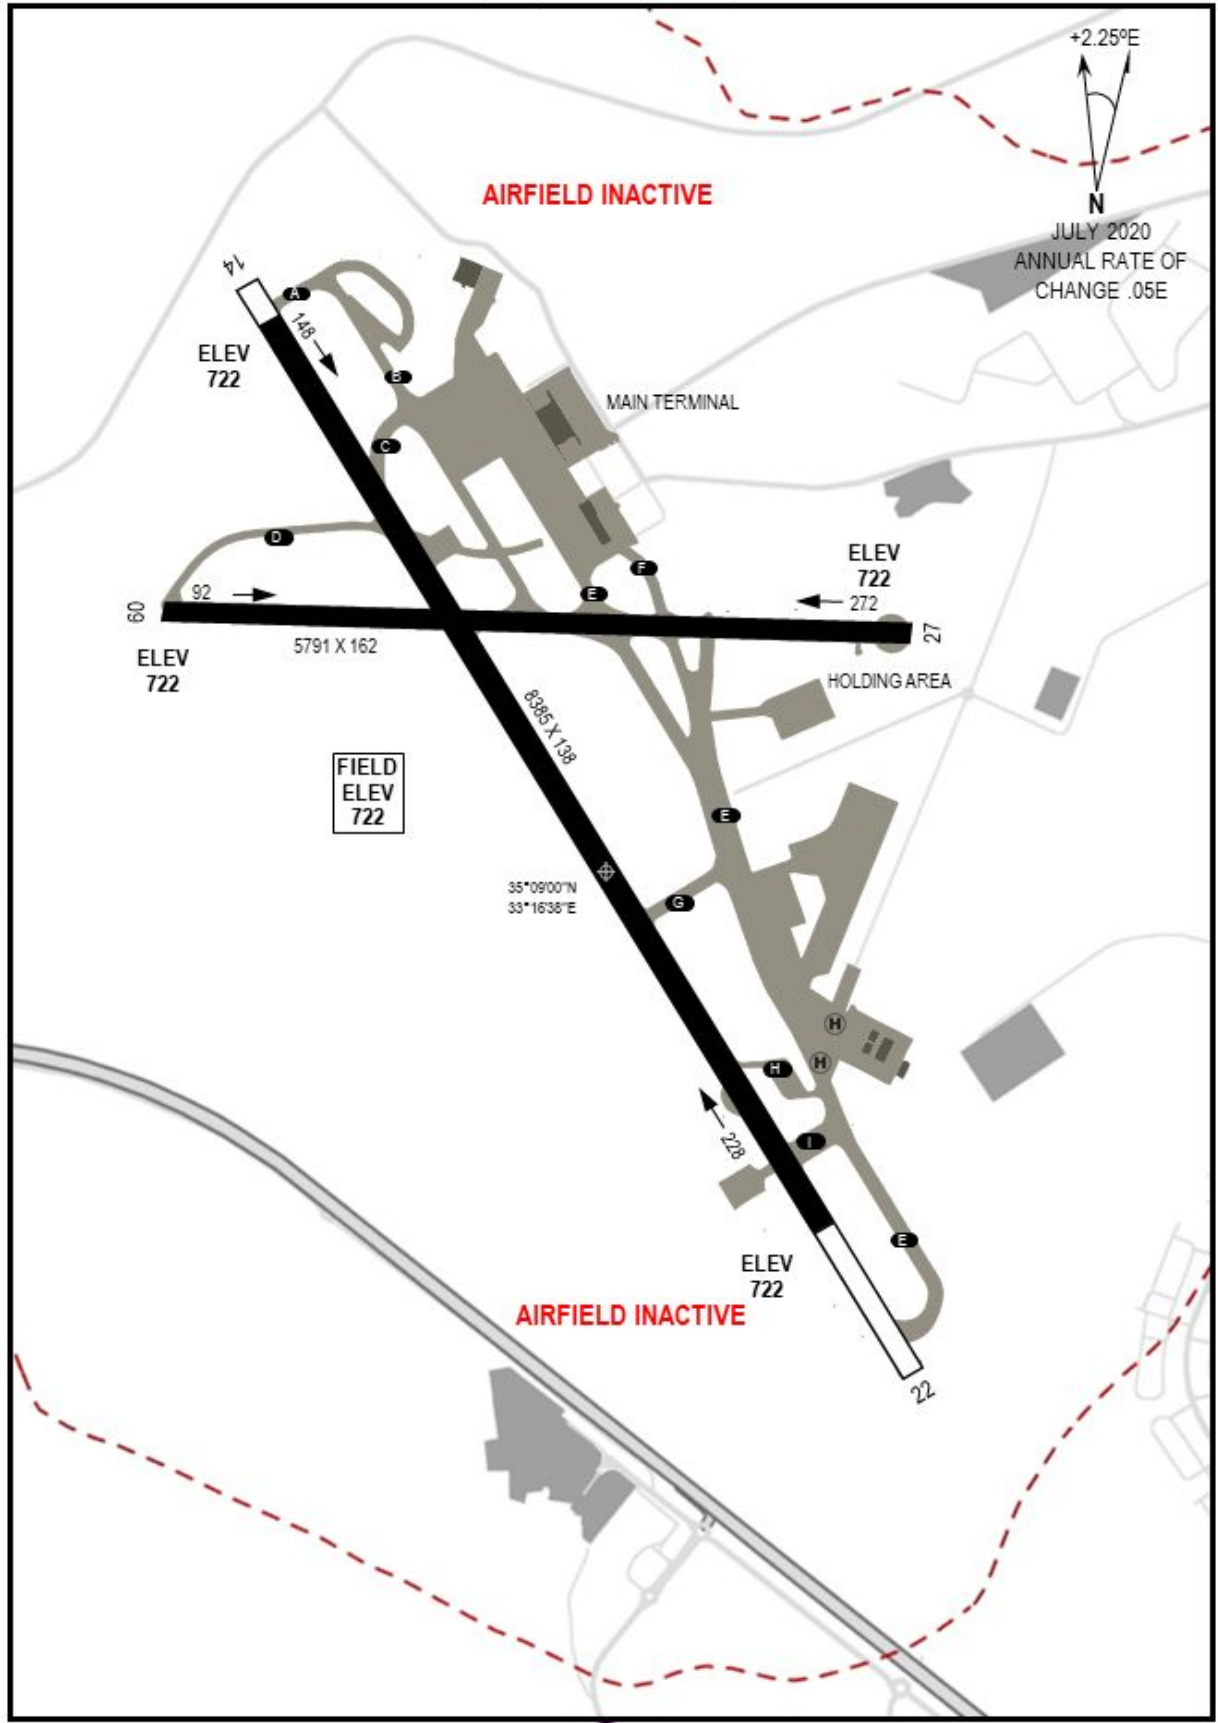 +2.25ºE
N
JULY 2020
ANNUAL RATE OF
CHANGE .05E
AIRFIELD INACTIVE
14
A
148
ELEV
722
B
MAIN TERMINAL
C
D
F
ELEV
722
272
E
92
09
27
5791 X 162
ELEV
722
HOLDING AREA
8385 X 138
FIELD
ELEV
722
E
35°09'00"N
33°16'38"E
G
H
H
H
228
I
E
ELEV
722
AIRFIELD INACTIVE
22